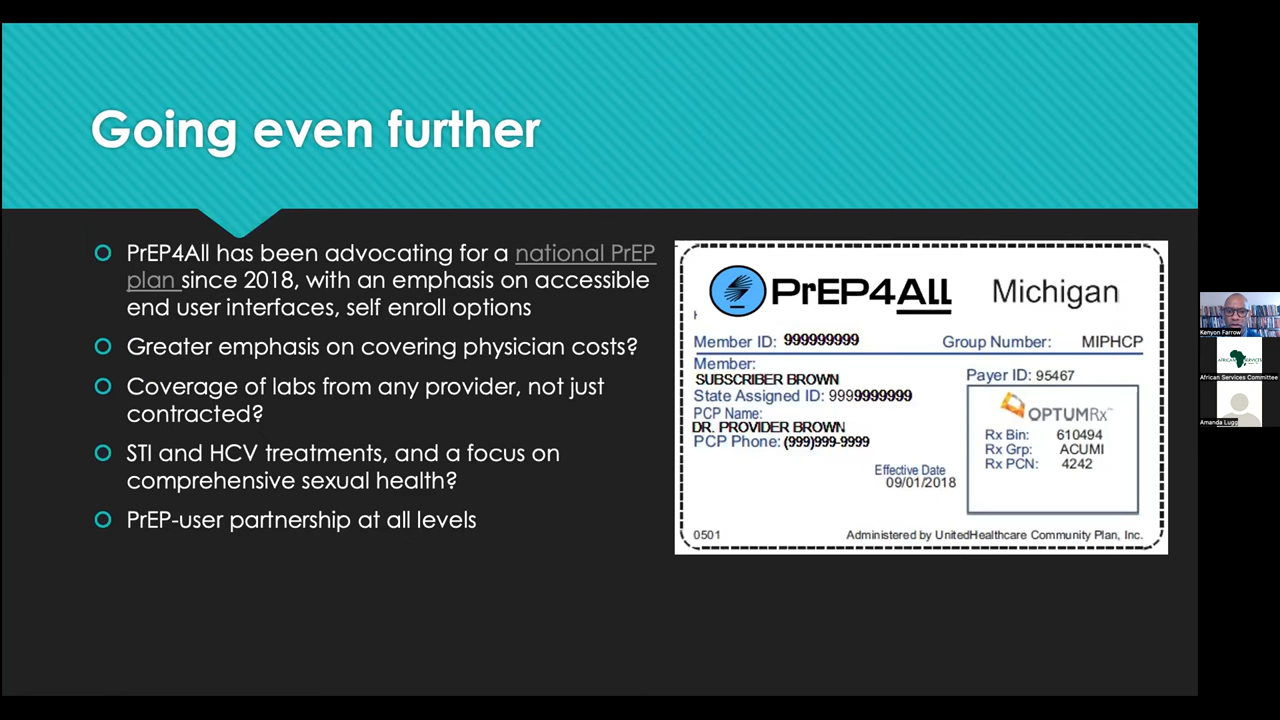 Going even further
PrEP4All has been advocating for a national PrEP
plan since 2018, with an emphasis on accessible
end user interfaces, self enroll options
Greater emphasis on covering physician costs?
Coverage of labs from any provider, not just
contracted?
STI and HCV treatments, and a focus on
comprehensive sexual health?
PrEP-user partnership at all levels
PrEP4All Michigan
Member ID: 999999999 Group Number: MIPHCP
Member:
SUBSCRIBER BROWN
Payer ID: 95467
State Assigned ID: 9999999999
PCP Name:
DR. PROVIDER BROWN
PCP Phone: (999)999-9999
OPTUMRx™
Rx Bin: 610494
Rx Grp: ACUMI
Rx PCN: 4242
Effective Date
09/01/2018
0501 Administered by UnitedHealthcare Community Plan, Inc.
Kenyon Farrow
African Services Committee
Amanda Lugg